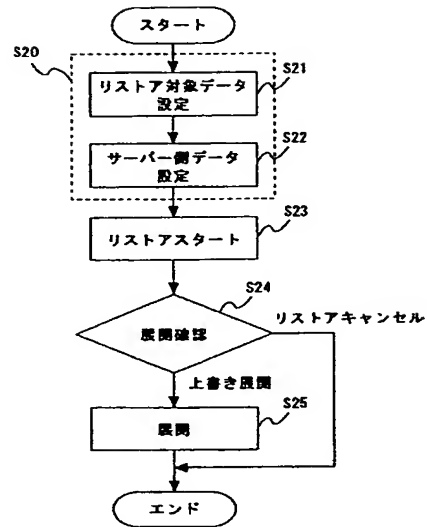 スタート
S20
S21
リストア対象データ
設定
S22
サーバー側データ
設定
S23
リストアスタート
S24
展開確認
リストアキャンセル
上書き展開
S25
展開
エンド